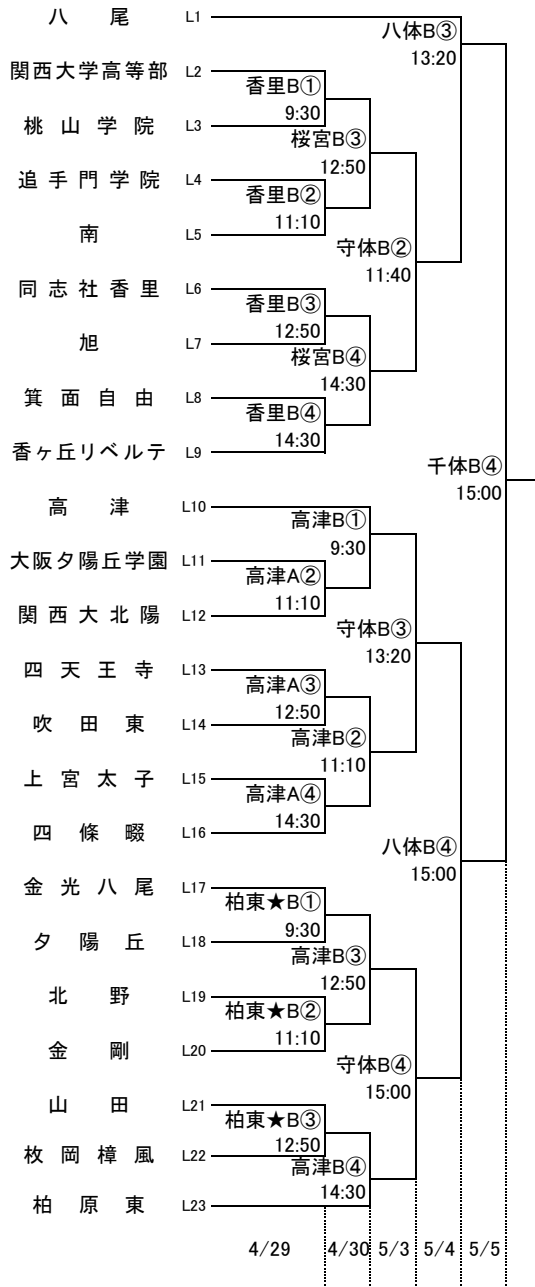 八尾 L1
八体B③
13:20
関西大学高等部 L2
香里B①
9:30
桃山学院 L3
桜宮B③
12:50
追手門学院 L4
香里B②
11:10
南 L5
守体B②
11:40
同志社香里 L6
香里B③
12:50
旭 L7
桜宮B④
14:30
箕面自由 L8
香里B④
14:30
香ヶ丘リベルテ L9
千体B④
15:00
高津 L10
高津B①
9:30
大阪夕陽丘学園 L11
高津A②
11:10
関西大北陽 L12
守体B③
13:20
四天王寺 L13
高津A③
12:50
吹田東 L14
高津B②
11:10
上宮太子 L15
高津A④
14:30
四條畷 L16
八体B④
15:00
金光八尾 L17
柏東★B①
9:30
夕陽丘 L18
高津B③
12:50
北野 L19
柏東★B②
11:10
金剛 L20
守体B④
15:00
山田 L21
柏東★B③
12:50
枚岡樟風 L22
高津B④
14:30
柏原東 L23
4/29 4/30 5/3 5/4 5/5